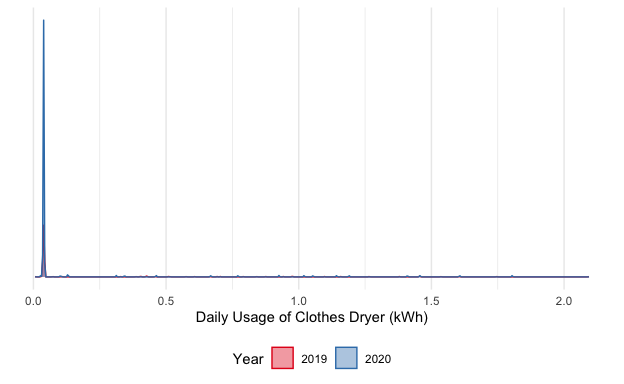 0.0 0.5 1.0 1.5 2.0
Daily Usage of Clothes Dryer (kWh)
Year 2019 2020